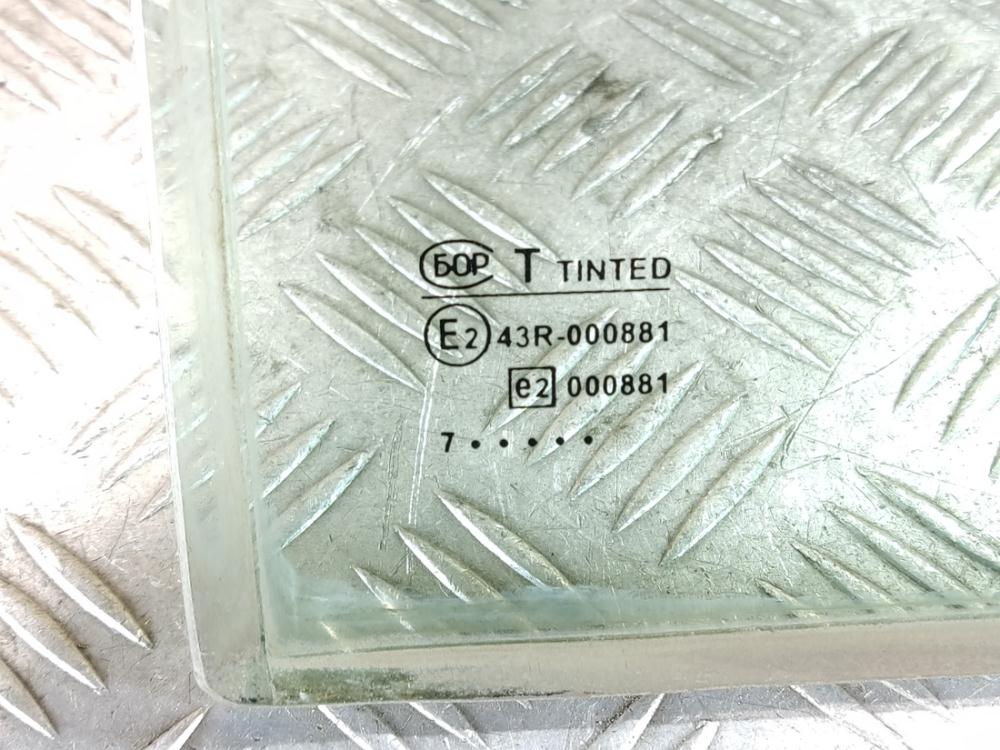 БОР T TINTED
E2 43R-000881
e2 000881
7 • • • • •